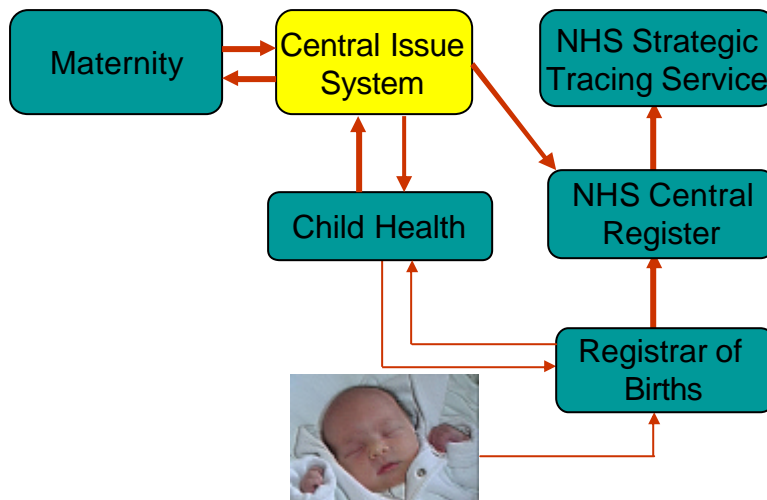 Maternity
Central Issue
System
NHS Strategic
Tracing Service
Child Health
NHS Central
Register
Registrar of
Births